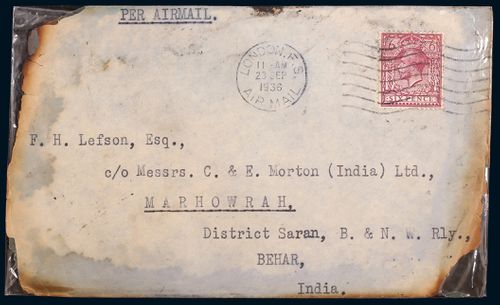 PER AIRMAIL.
LONDON. F.S.
11 - AM
23 SEP
1936
AIR MAIL
SIXPENCE
F. H. Lefson, Esq.,
c/o Messrs. C. & E. Morton (India) Ltd.,
MARHOWRAH,
District Saran, B. & N. W. Rly.,
BEHAR,
India.